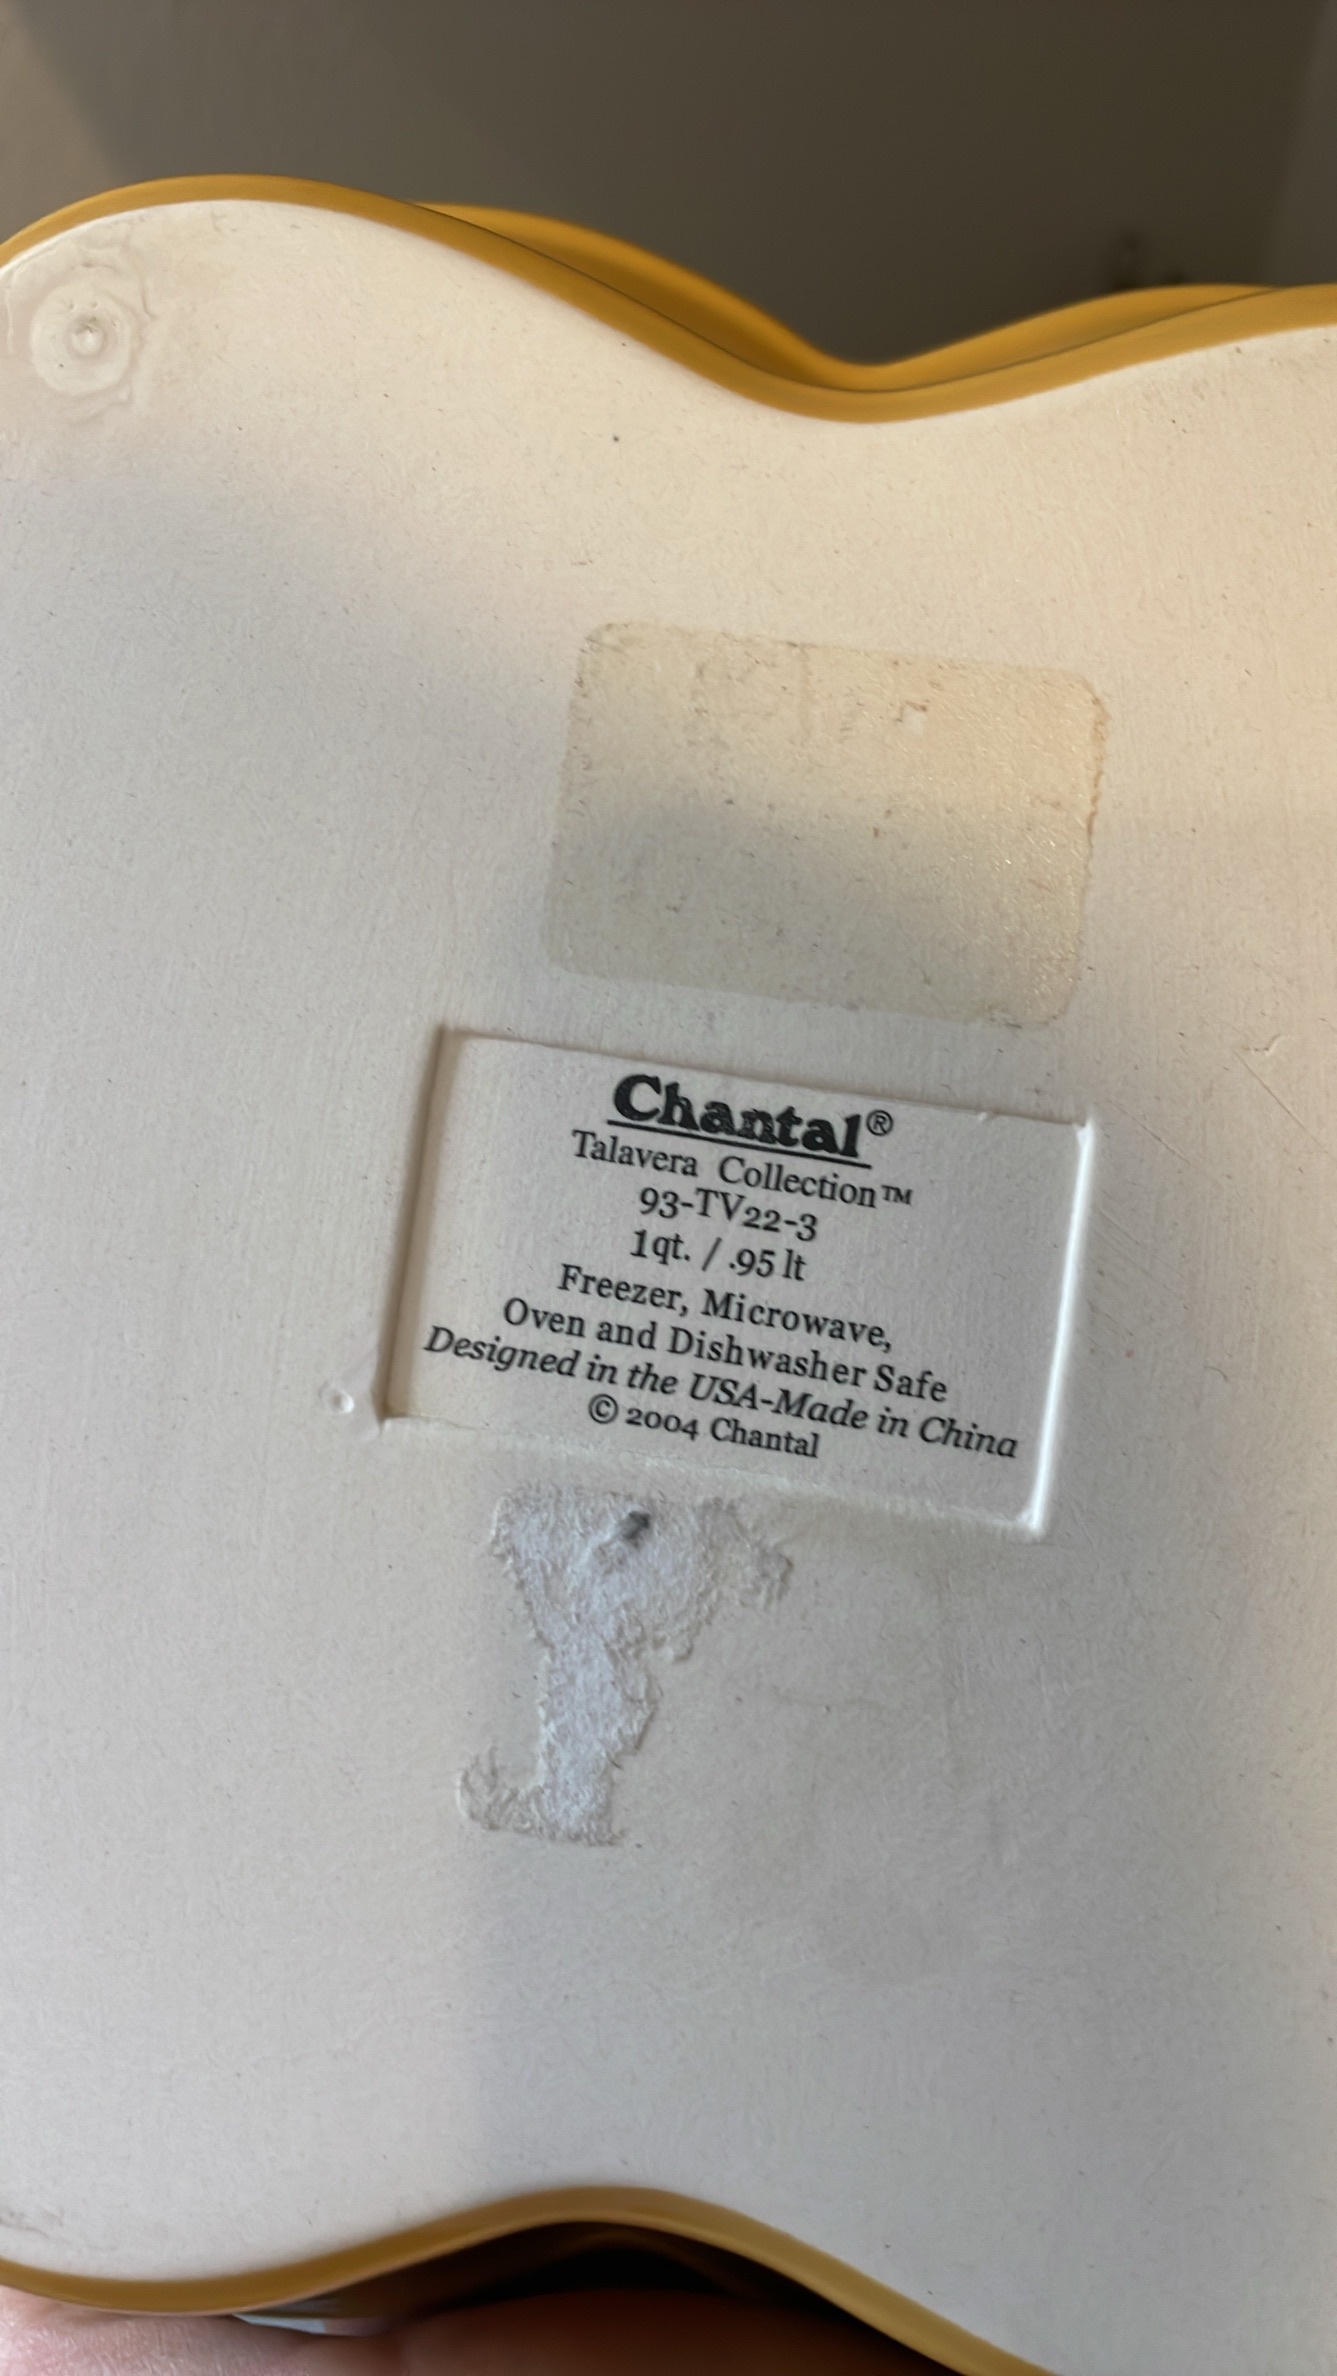 Chantal®
Talavera Collection™
93-TV22-3
1qt. / .95 lt
Freezer, Microwave,
Oven and Dishwasher Safe
Designed in the USA-Made in China
© 2004 Chantal